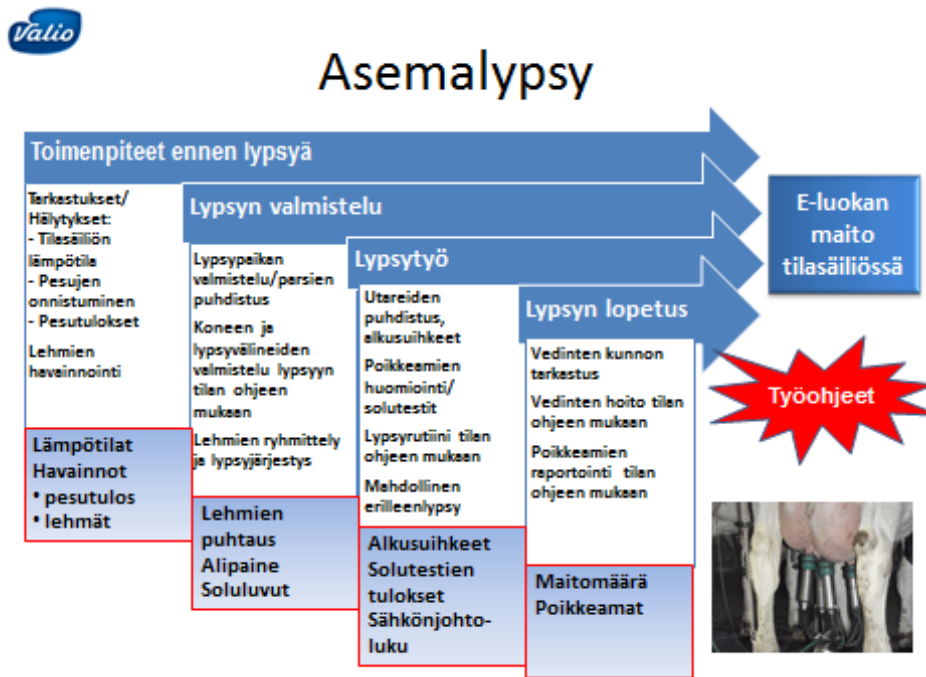 Valio
Asemalypsy
Toimenpiteet ennen lypsyä
Tarkastukset/
Hälytykset:
- Tilasäiliön
lämpötila
- Pesujen
onnistuminen
- Pesutulokset
Lehmien
havainnointi
Lämpötilat
Havainnot
• pesutulos
• lehmät
Lypsyn valmistelu
Lypsypaikan
valmistelu/parsien
puhdistus
Koneen ja
lypsyvälineiden
valmistelu lypsyyn
tilan ohjeen
mukaan
Lehmien ryhmittely
ja lypsyjärjestys
Lehmien
puhtaus
Alipaine
Soluluvut
Lypsytyö
Utareiden
puhdistus,
alkusuihkeet
Poikkeamien
huomiointi/
solutestit
Lypsyrutiini tilan
ohjeen mukaan
Mahdollinen
erilleenlypsy
Alkusuihkeet
Solutestien
tulokset
Sähkönjohto-
luku
Lypsyn lopetus
Vedinten kunnon
tarkastus
Vedinten hoito tilan
ohjeen mukaan
Poikkeamien
raportointi tilan
ohjeen mukaan
Maitomäärä
Poikkeamat
E-luokan
maito
tilasäiliössä
Työohjeet